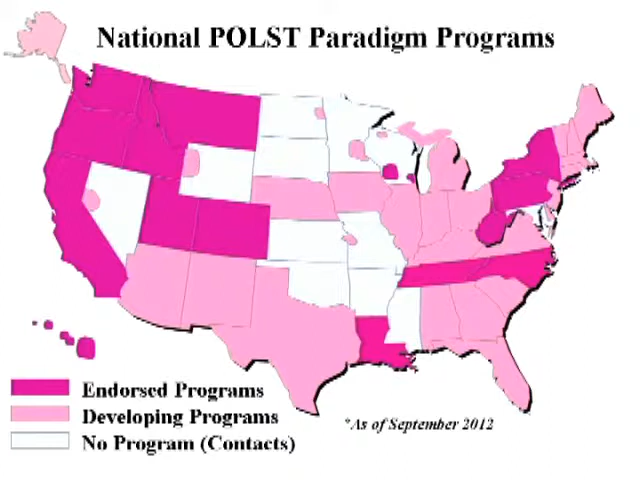 National POLST Paradigm Programs
Endorsed Programs
Developing Programs
No Program (Contacts)
*As of September 2012